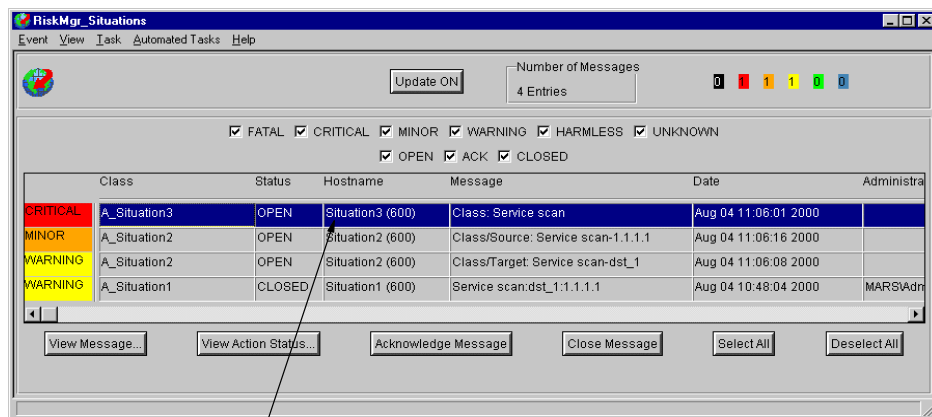 RiskMgr_Situations
Event View Task Automated Tasks Help
Update ON
Number of Messages
4 Entries
0 1 1 1 0 0
FATAL CRITICAL MINOR WARNING HARMLESS UNKNOWN
OPEN ACK CLOSED
Class Status Hostname Message Date Administra
CRITICAL A_Situation3 OPEN Situation3 (600) Class: Service scan Aug 04 11:06:01 2000
MINOR A_Situation2 OPEN Situation2 (600) Class/Source: Service scan-1.1.1.1 Aug 04 11:06:16 2000
WARNING A_Situation2 OPEN Situation2 (600) Class/Target: Service scan-dst_1 Aug 04 11:06:08 2000
WARNING A_Situation1 CLOSED Situation1 (600) Service scan:dst_1:1.1.1.1 Aug 04 10:48:04 2000 MARS\Adm
View Message... View Action Status... Acknowledge Message Close Message Select All Deselect All